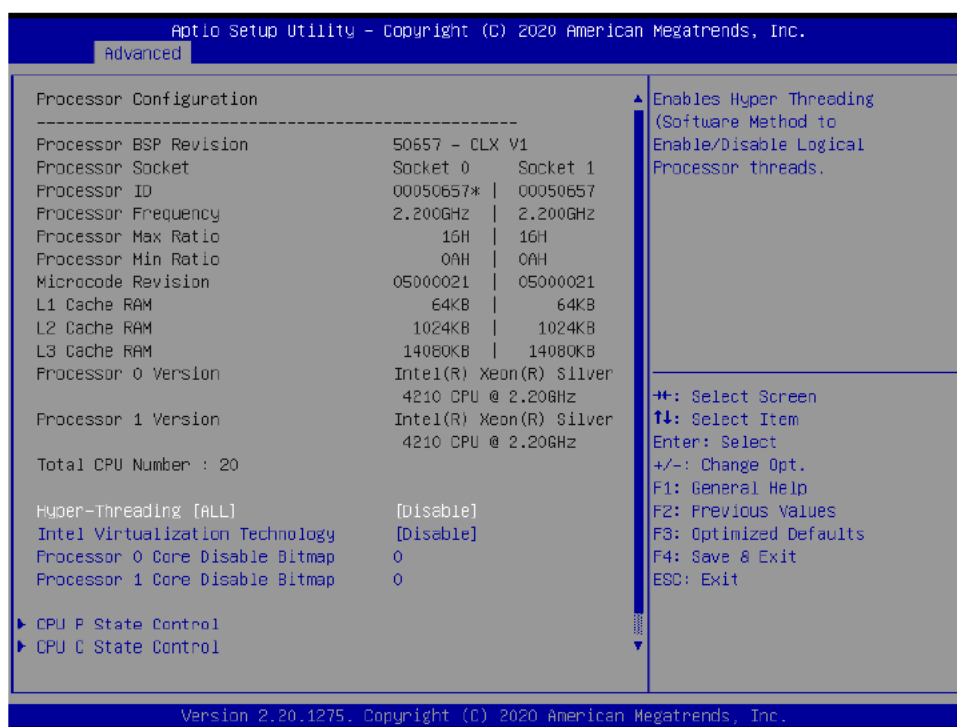 Aptio Setup Utility – Copyright (C) 2020 American Megatrends, Inc.
Advanced
Processor Configuration
--------------------------------------------------
Processor BSP Revision 50657 - CLX V1
Processor Socket Socket 0 Socket 1
Processor ID 00050657* | 00050657
Processor Frequency 2.200GHz | 2.200GHz
Processor Max Ratio 16H | 16H
Processor Min Ratio 0AH | 0AH
Microcode Revision 05000021 | 05000021
L1 Cache RAM 64KB | 64KB
L2 Cache RAM 1024KB | 1024KB
L3 Cache RAM 14080KB | 14080KB
Processor 0 Version Intel(R) Xeon(R) Silver
4210 CPU @ 2.20GHz
Processor 1 Version Intel(R) Xeon(R) Silver
4210 CPU @ 2.20GHz
Total CPU Number : 20
Hyper-Threading [ALL] [Disable]
Intel Virtualization Technology [Disable]
Processor 0 Core Disable Bitmap 0
Processor 1 Core Disable Bitmap 0
CPU P State Control
CPU C State Control
Enables Hyper Threading
(Software Method to
Enable/Disable Logical
Processor threads.
→←: Select Screen
↑↓: Select Item
Enter: Select
+/-: Change Opt.
F1: General Help
F2: Previous Values
F3: Optimized Defaults
F4: Save & Exit
ESC: Exit
Version 2.20.1275. Copyright (C) 2020 American Megatrends, Inc.